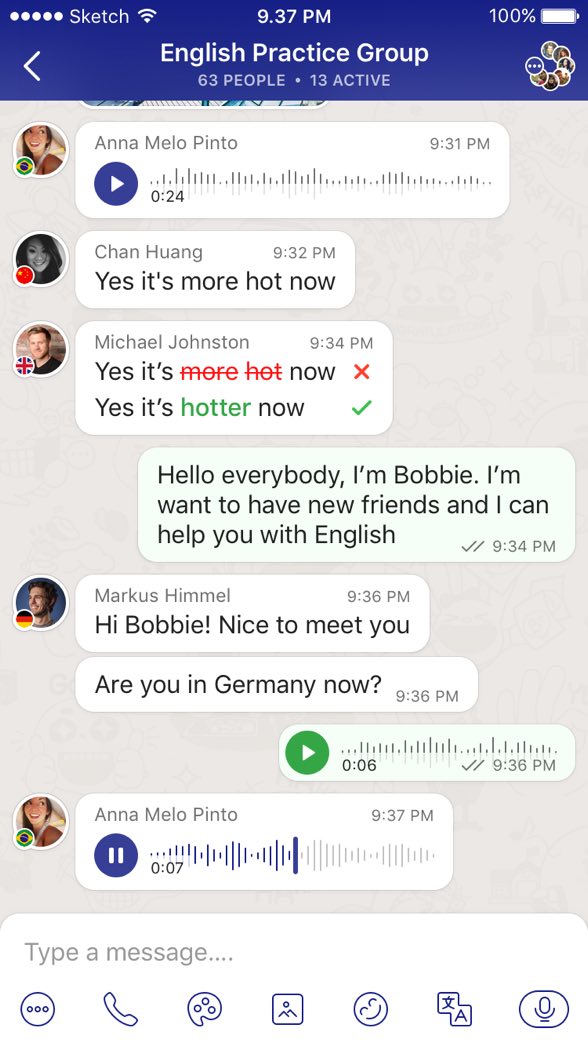 Sketch 9.37 PM 100%
English Practice Group
63 PEOPLE • 13 ACTIVE
Anna Melo Pinto 9:31 PM
0:24
Chan Huang 9:32 PM
Yes it's more hot now
Michael Johnston 9:34 PM
Yes it’s more hot now
Yes it’s hotter now
Hello everybody, I’m Bobbie. I’m
want to have new friends and I can
help you with English
9:34 PM
Markus Himmel 9:36 PM
Hi Bobbie! Nice to meet you
Are you in Germany now? 9:36 PM
0:06 9:36 PM
Anna Melo Pinto 9:37 PM
0:07
Type a message....
文
A